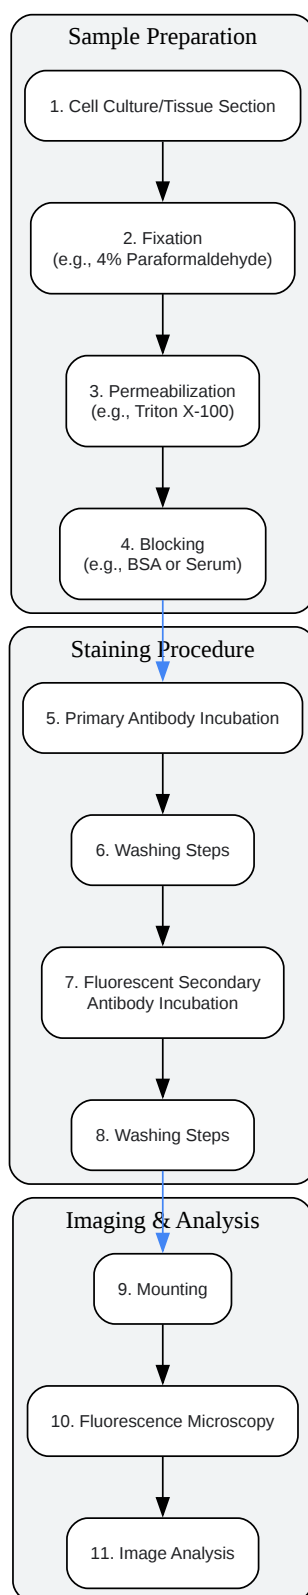 Sample Preparation
1. Cell Culture/Tissue Section
2. Fixation
(e.g., 4% Paraformaldehyde)
3. Permeabilization
(e.g., Triton X-100)
4. Blocking
(e.g., BSA or Serum)
Staining Procedure
5. Primary Antibody Incubation
6. Washing Steps
7. Fluorescent Secondary
Antibody Incubation
8. Washing Steps
Imaging & Analysis
9. Mounting
10. Fluorescence Microscopy
11. Image Analysis